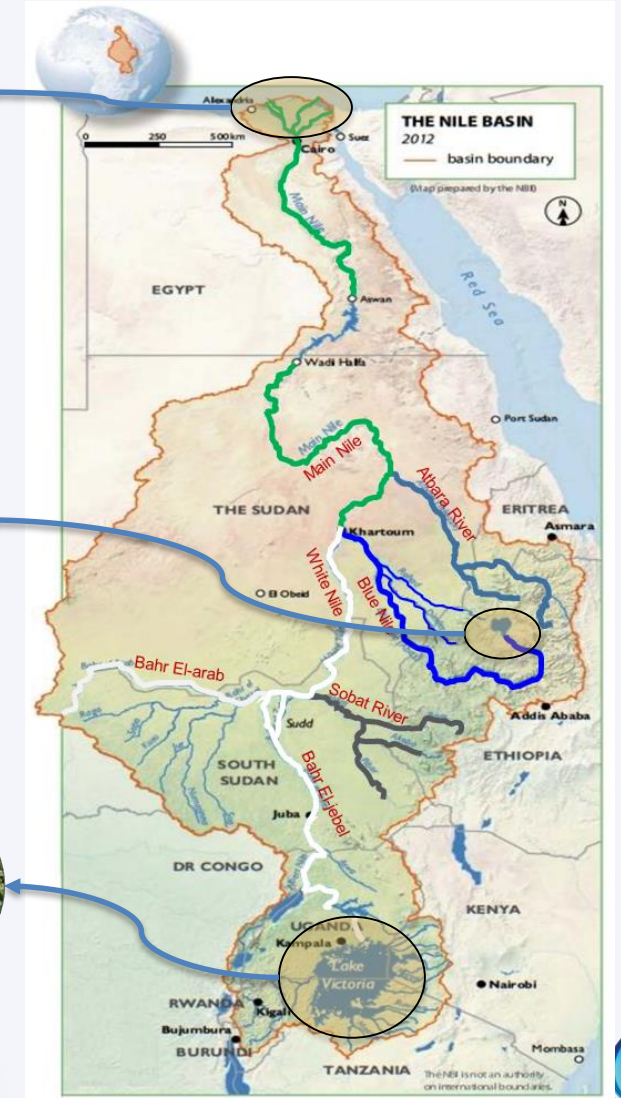 Alexandria
THE NILE BASIN
2012
basin boundary
(Map prepared by the NBI)
0 250 500km
Suez
Cairo
N
Main Nile
Red Sea
EGYPT
Aswan
Wadi Halfa
Port Sudan
Main Nile
Main Nile
Atbara River
THE SUDAN
ERITREA
Khartoum
Asmara
White Nile
El Obeid
Blue Nile
Bahr El-arab
Sobat River
Sudd
Addis Ababa
SOUTH
SUDAN
ETHIOPIA
Bahr El-jebel
Juba
DR CONGO
KENYA
UGANDA
Kampala
Lake
Victoria
Nairobi
RWANDA
Kigali
Bujumbura
BURUNDI
Mombasa
TANZANIA
The NBI is not an authority
on international boundaries.